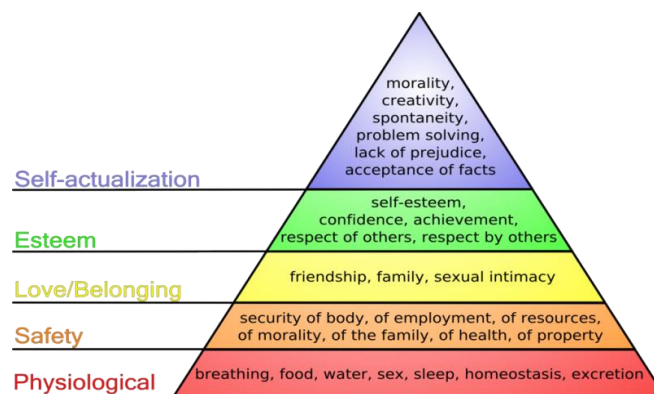 morality,
creativity,
spontaneity,
problem solving,
lack of prejudice,
acceptance of facts
Self-actualization
self-esteem,
confidence, achievement,
respect of others, respect by others
Esteem
friendship, family, sexual intimacy
Love/Belonging
security of body, of employment, of resources,
of morality, of the family, of health, of property
Safety
breathing, food, water, sex, sleep, homeostasis, excretion
Physiological